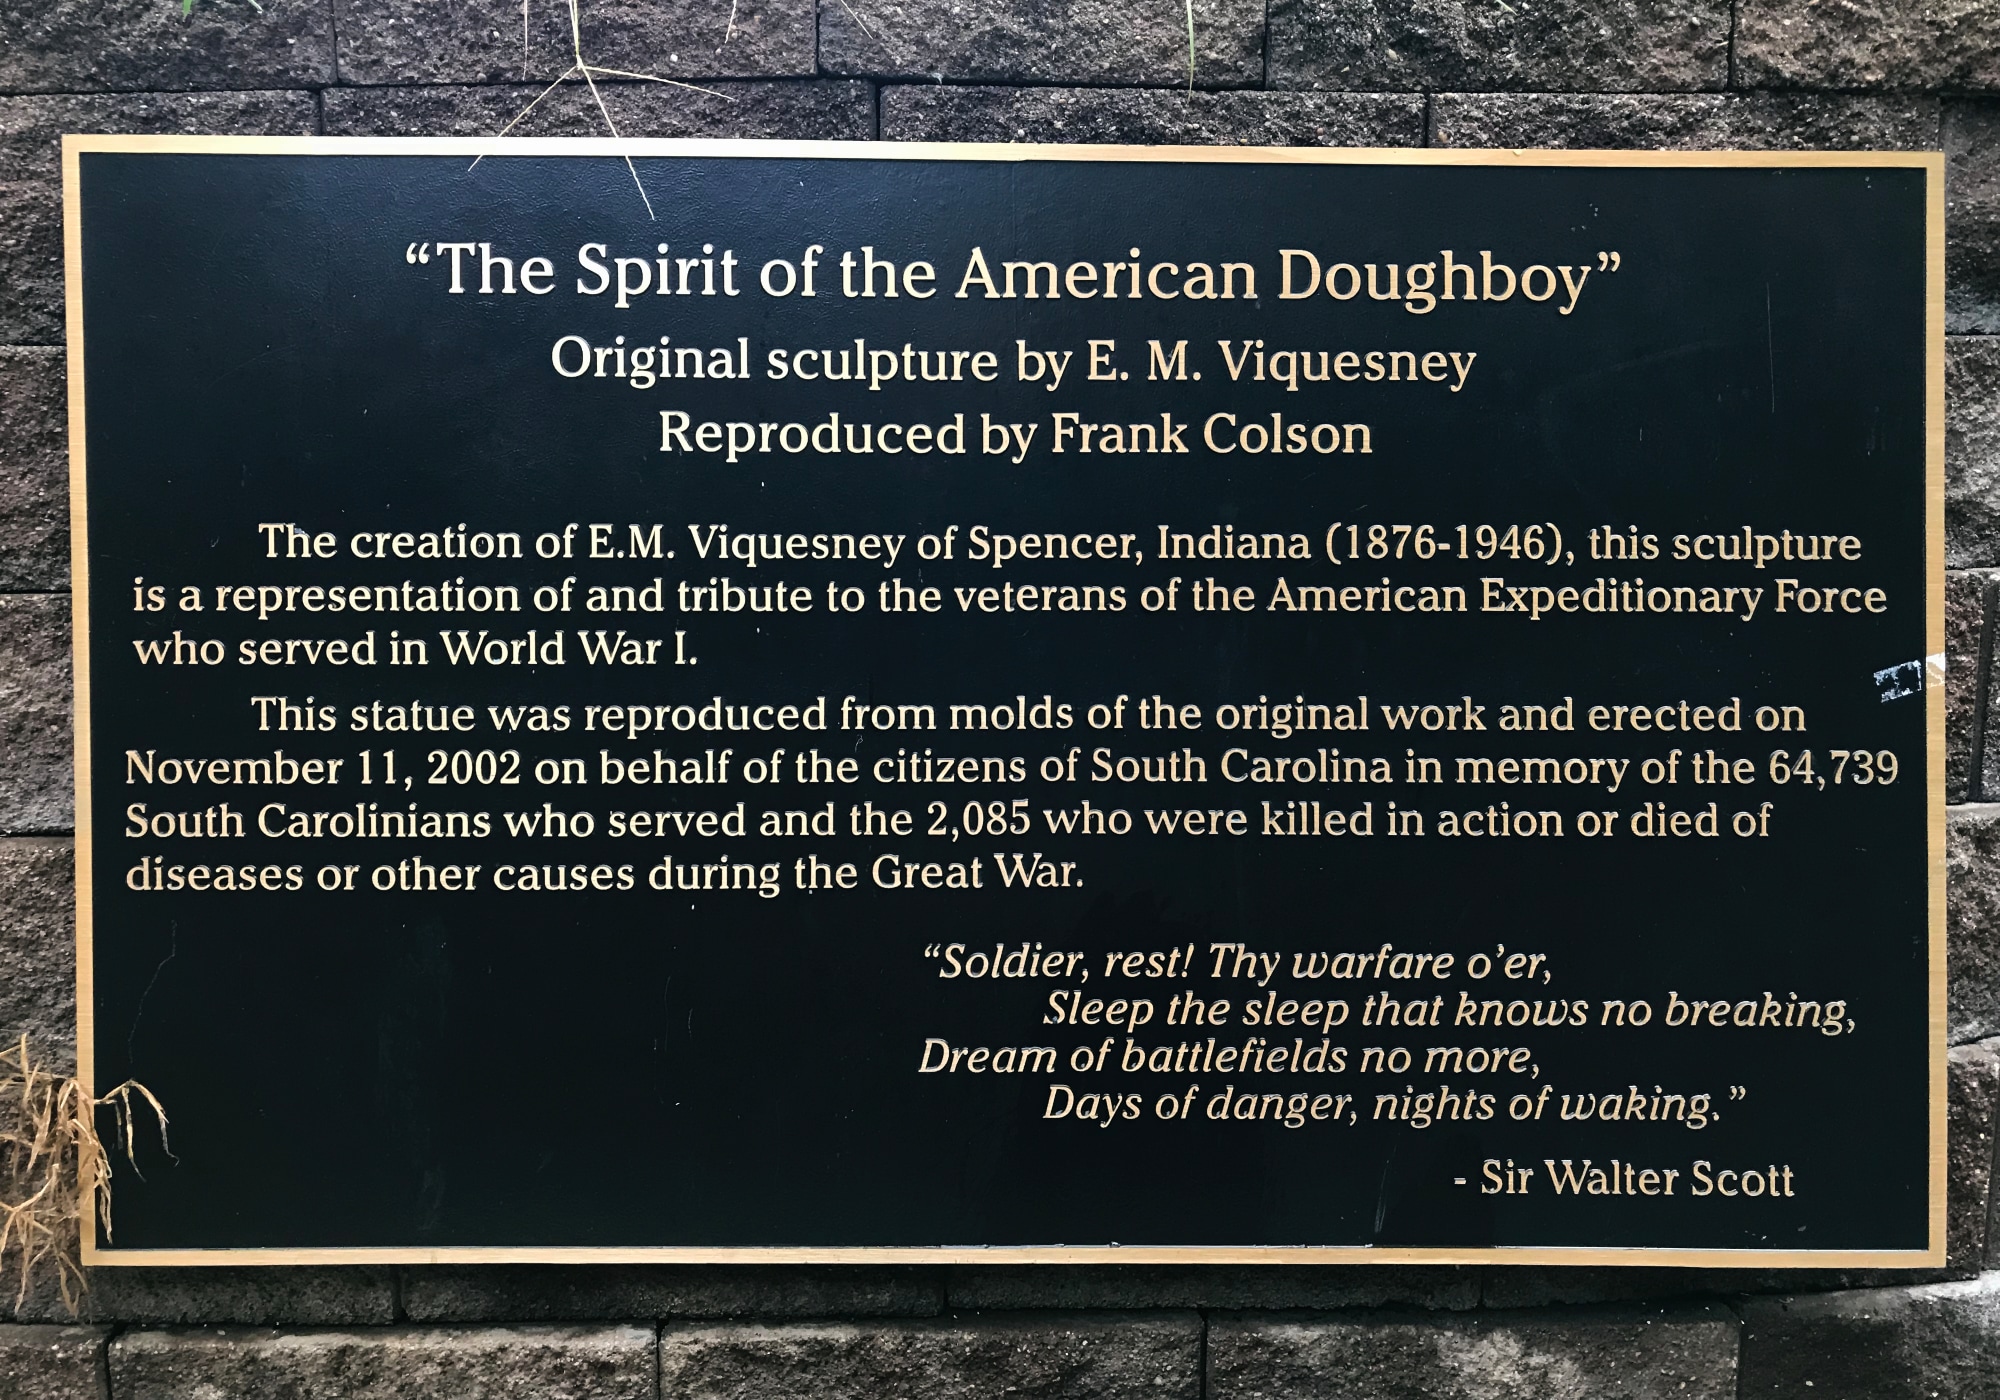 “The Spirit of the American Doughboy”
Original sculpture by E. M. Viquesney
Reproduced by Frank Colson
The creation of E.M. Viquesney of Spencer, Indiana (1876-1946), this sculpture
is a representation of and tribute to the veterans of the American Expeditionary Force
who served in World War I.
This statue was reproduced from molds of the original work and erected on
November 11, 2002 on behalf of the citizens of South Carolina in memory of the 64,739
South Carolinians who served and the 2,085 who were killed in action or died of
diseases or other causes during the Great War.
“Soldier, rest! Thy warfare o’er,
Sleep the sleep that knows no breaking,
Dream of battlefields no more,
Days of danger, nights of waking.”
- Sir Walter Scott